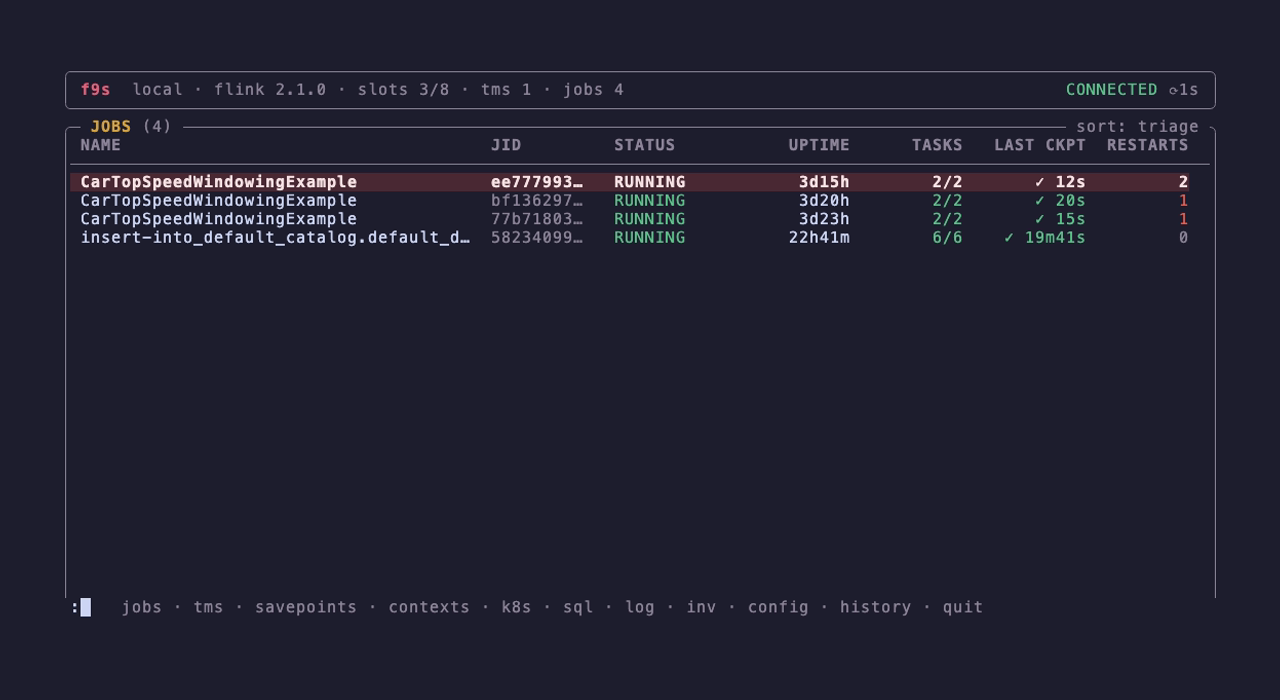 f9s local · flink 2.1.0 · slots 3/8 · tms 1 · jobs 4 CONNECTED ⟳1s
JOBS (4) sort: triage
NAME JID STATUS UPTIME TASKS LAST CKPT RESTARTS
CarTopSpeedWindowingExample ee777993… RUNNING 3d15h 2/2 ✓ 12s 2
CarTopSpeedWindowingExample bf136297… RUNNING 3d20h 2/2 ✓ 20s 1
CarTopSpeedWindowingExample 77b71803… RUNNING 3d23h 2/2 ✓ 15s 1
insert-into_default_catalog.default_d… 58234099… RUNNING 22h41m 6/6 ✓ 19m41s 0
: jobs · tms · savepoints · contexts · k8s · sql · log · inv · config · history · quit